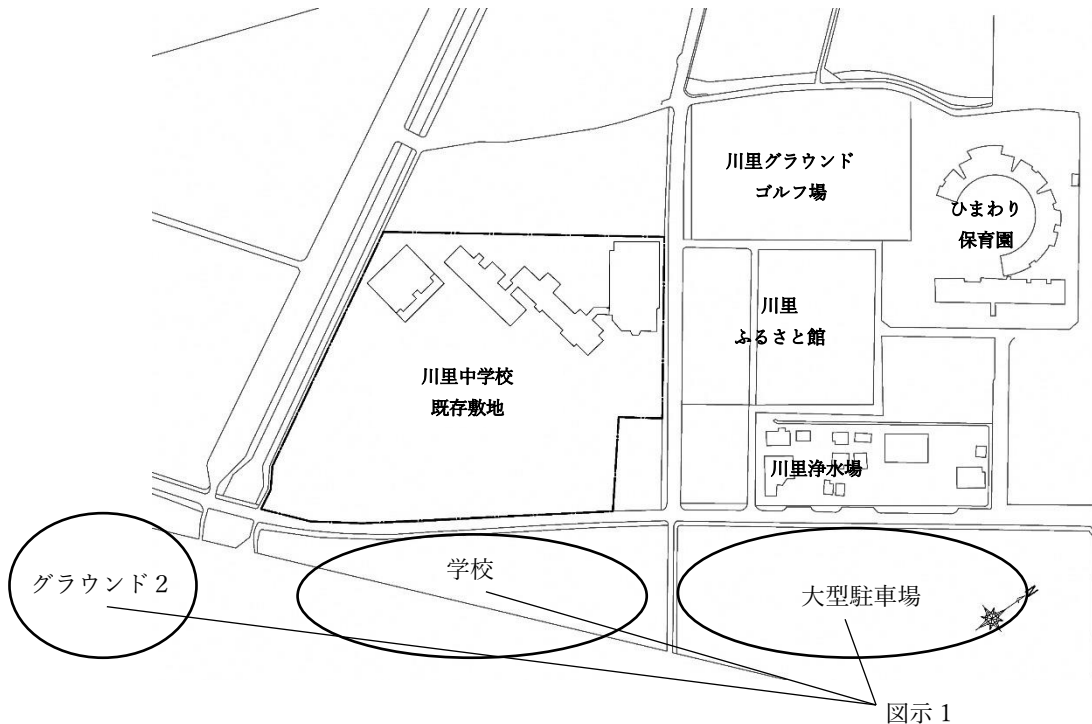 川里グラウンド
ゴルフ場
ひまわり
保育園
川里
ふるさと館
川里中学校
既存敷地
川里浄水場
グラウンド２
学校
大型駐車場
N
図示１